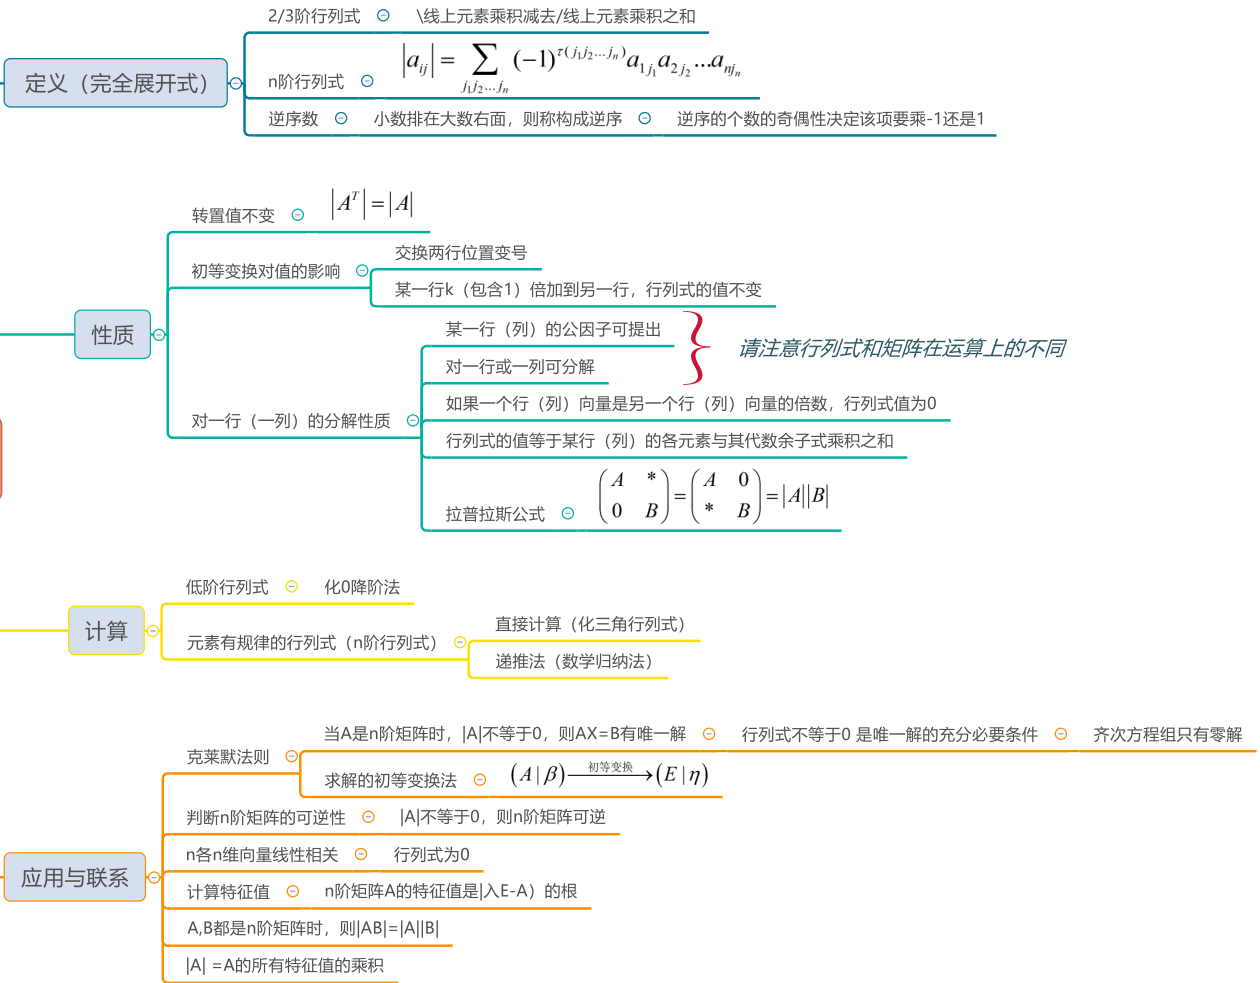 2/3阶行列式 \线上元素乘积减去/线上元素乘积之和
定义（完全展开式）
n阶行列式 |a_{ij}| = \sum_{j_1j_2...j_n} (-1)^{τ(j_1j_2...j_n)} a_{1j_1}a_{2j_2}...a_{nj_n}
逆序数 小数排在大数右面，则称构成逆序 逆序的个数的奇偶性决定该项要乘-1还是1
性质
转置值不变 |A^T| = |A|
初等变换对值的影响
交换两行位置变号
某一行k（包含1）倍加到另一行，行列式的值不变
对一行（一列）的分解性质
某一行（列）的公因子可提出
对一行或一列可分解
请注意行列式和矩阵在运算上的不同
如果一个行（列）向量是另一个行（列）向量的倍数，行列式值为0
行列式的值等于某行（列）的各元素与其代数余子式乘积之和
拉普拉斯公式
(A * = (A 0 = |A||B|
0 B) * B)
计算
低阶行列式 化0降阶法
元素有规律的行列式（n阶行列式）
直接计算（化三角行列式）
递推法（数学归纳法）
应用与联系
克莱默法则
当A是n阶矩阵时，|A|不等于0，则AX=B有唯一解 行列式不等于0 是唯一解的充分必要条件 齐次方程组只有零解
求解的初等变换法 (A | β) 初等变换 (E | η)
判断n阶矩阵的可逆性 |A|不等于0，则n阶矩阵可逆
n各n维向量线性相关 行列式为0
计算特征值 n阶矩阵A的特征值是|入E-A）的根
A,B都是n阶矩阵时，则|AB|=|A||B|
|A| =A的所有特征值的乘积